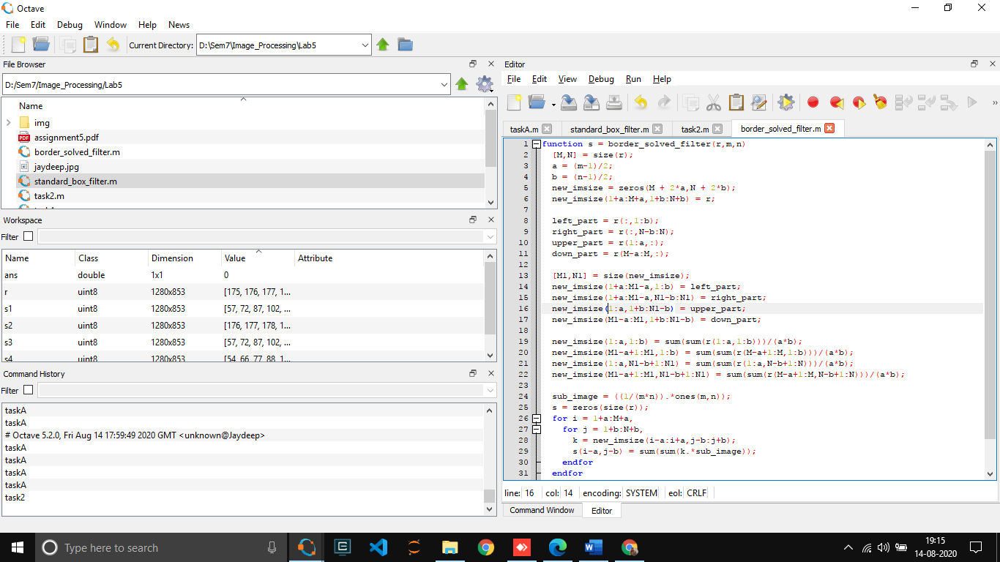 Octave
File Edit Debug Window Help News
Current Directory: D:\Sem7\Image_Processing\Lab5
File Browser
D:/Sem7/Image_Processing/Lab5
Name
img
assignment5.pdf
border_solved_filter.m
jaydeep.jpg
standard_box_filter.m
task2.m
Workspace
Filter
Name Class Dimension Value Attribute
ans double 1x1 0
r uint8 1280x853 [175, 176, 177, 1...
s1 uint8 1280x853 [57, 72, 87, 102, ...
s2 uint8 1280x853 [176, 177, 178, 1...
s3 uint8 1280x853 [57, 72, 87, 102, ...
s4 uint8 1280x853 [54, 66, 77, 88, 1...
Command History
Filter
taskA
taskA
# Octave 5.2.0, Fri Aug 14 17:59:49 2020 GMT <unknown@Jaydeep>
taskA
taskA
taskA
taskA
task2
Editor
File Edit View Debug Run Help
taskA.m standard_box_filter.m task2.m border_solved_filter.m
1 function s = border_solved_filter(r,m,n)
2 [M,N] = size(r);
3 a = (m-1)/2;
4 b = (n-1)/2;
5 new_imsize = zeros(M + 2*a,N + 2*b);
6 new_imsize(1+a:M+a,1+b:N+b) = r;
7
8 left_part = r(:,1:b);
9 right_part = r(:,N-b:N);
10 upper_part = r(1:a,:);
11 down_part = r(M-a:M,:);
12
13 [M1,N1] = size(new_imsize);
14 new_imsize(1+a:M1-a,1:b) = left_part;
15 new_imsize(1+a:M1-a,N1-b:N1) = right_part;
16 new_imsize(1:a,1+b:N1-b) = upper_part;
17 new_imsize(M1-a:M1,1+b:N1-b) = down_part;
18
19 new_imsize(1:a,1:b) = sum(sum(r(1:a,1:b)))/(a*b);
20 new_imsize(M1-a+1:M1,1:b) = sum(sum(r(M-a+1:M,1:b)))/(a*b);
21 new_imsize(1:a,N1-b+1:N1) = sum(sum(r(1:a,N-b+1:N)))/(a*b);
22 new_imsize(M1-a+1:M1,N1-b+1:N1) = sum(sum(r(M-a+1:M,N-b+1:N)))/(a*b);
23
24 sub_image = ((1/(m*n)).*ones(m,n));
25 s = zeros(size(r));
26 for i = 1+a:M+a,
27 for j = 1+b:N+b,
28 k = new_imsize(i-a:i+a,j-b:j+b);
29 s(i-a,j-b) = sum(sum(k.*sub_image));
30 endfor
31 endfor
line: 16 col: 14 encoding: SYSTEM eol: CRLF
Command Window Editor
Type here to search
19:15
14-08-2020